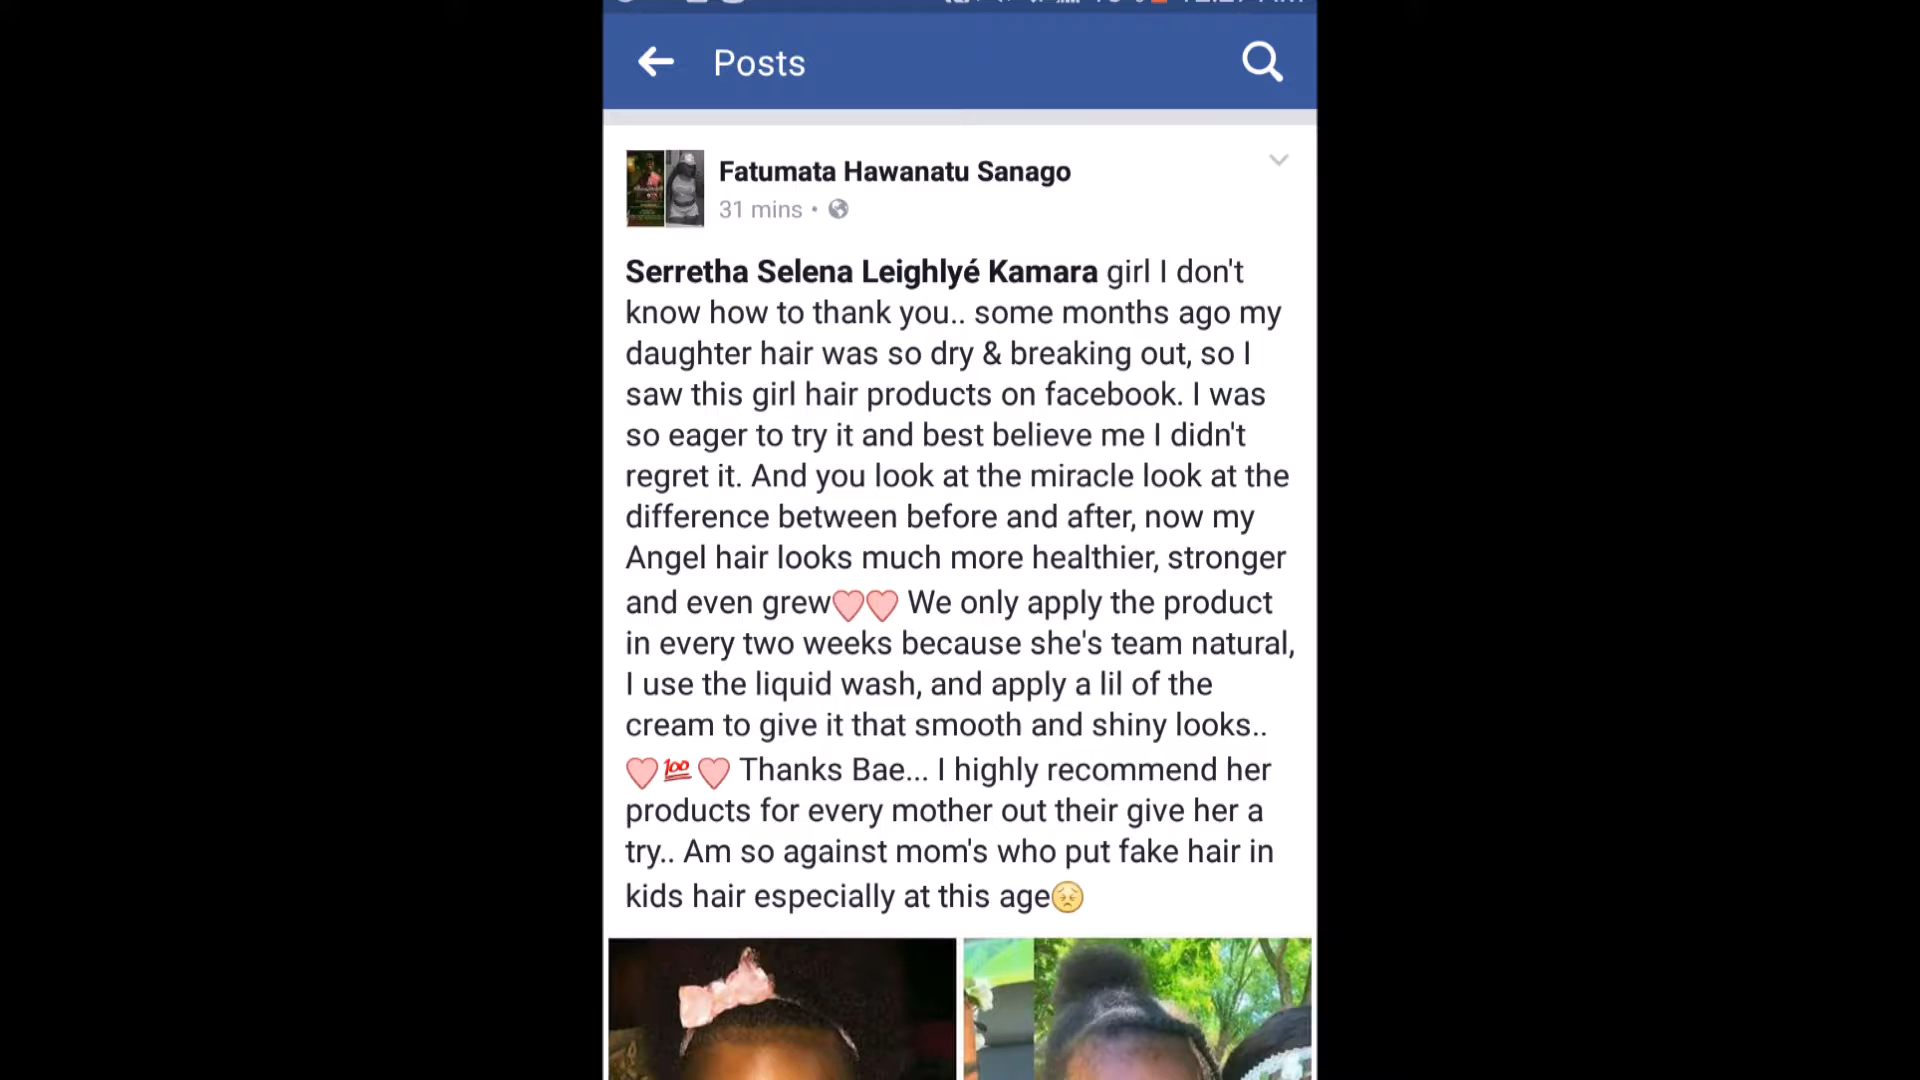 Posts
Fatumata Hawanatu Sanago
31 mins •
Serretha Selena Leighlyé Kamara girl I don't
know how to thank you.. some months ago my
daughter hair was so dry & breaking out, so I
saw this girl hair products on facebook. I was
so eager to try it and best believe me I didn't
regret it. And you look at the miracle look at the
difference between before and after, now my
Angel hair looks much more healthier, stronger
and even grew We only apply the product
in every two weeks because she's team natural,
I use the liquid wash, and apply a lil of the
cream to give it that smooth and shiny looks..
💯 Thanks Bae... I highly recommend her
products for every mother out their give her a
try.. Am so against mom's who put fake hair in
kids hair especially at this age